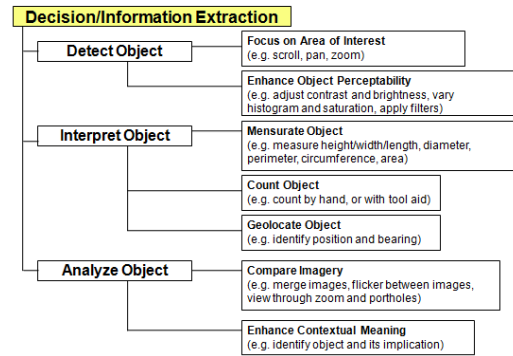 Decision/Information Extraction
Detect Object
Focus on Area of Interest
(e.g. scroll, pan, zoom)
Enhance Object Perceptability
(e.g. adjust contrast and brightness, vary
histogram and saturation, apply filters)
Interpret Object
Mensurate Object
(e.g. measure height/width/length, diameter,
perimeter, circumference, area)
Count Object
(e.g. count by hand, or with tool aid)
Geolocate Object
(e.g. identify position and bearing)
Analyze Object
Compare Imagery
(e.g. merge images, flicker between images,
view through zoom and portholes)
Enhance Contextual Meaning
(e.g. identify object and its implication)